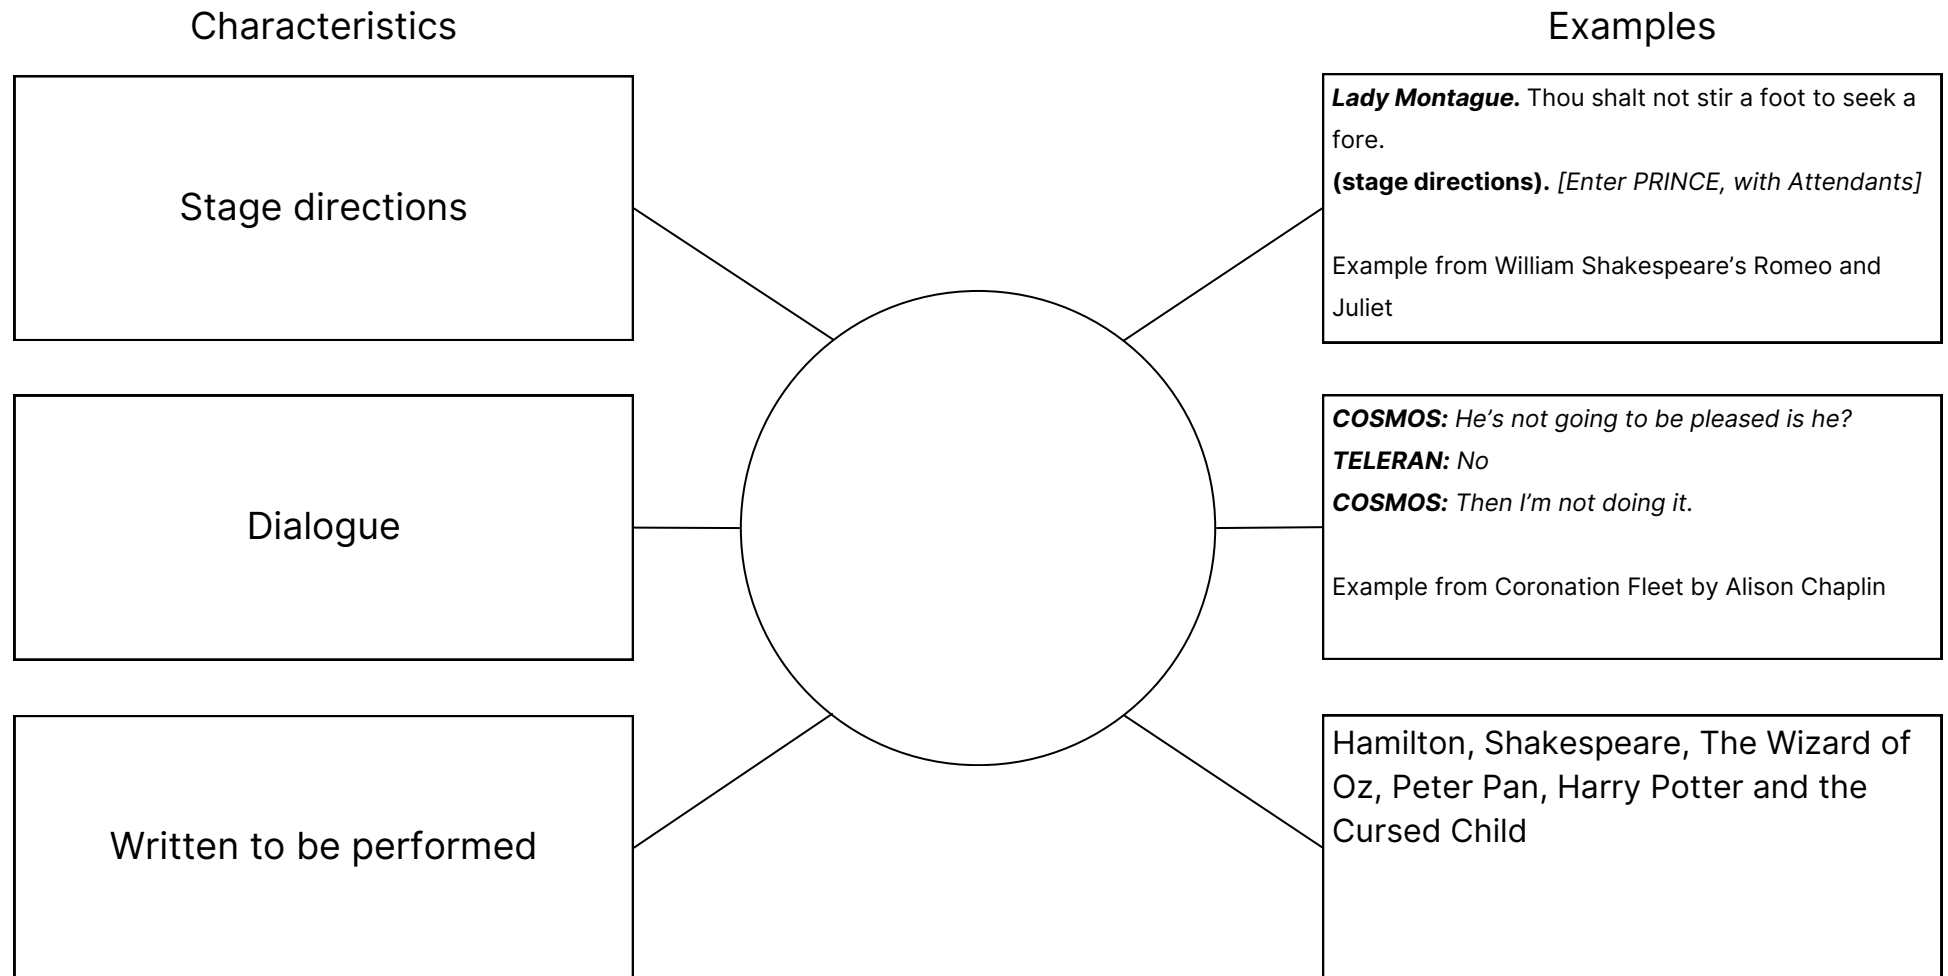 Characteristics
Stage directions
Dialogue
Written to be performed
Examples
Lady Montague. Thou shalt not stir a foot to seek a
fore.
(stage directions). [Enter PRINCE, with Attendants]
Example from William Shakespeare’s Romeo and
Juliet
COSMOS: He’s not going to be pleased is he?
TELERAN: No
COSMOS: Then I’m not doing it.
Example from Coronation Fleet by Alison Chaplin
Hamilton, Shakespeare, The Wizard of
Oz, Peter Pan, Harry Potter and the
Cursed Child